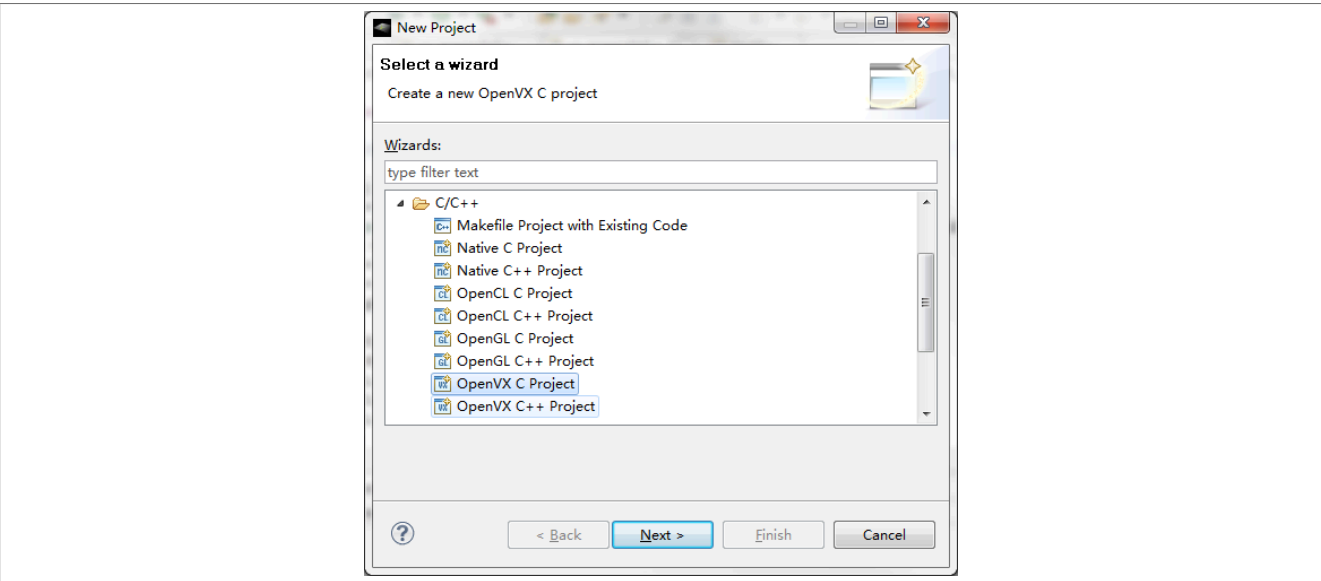 New Project
Select a wizard
Create a new OpenVX C project
Wizards:
type filter text
C/C++
Makefile Project with Existing Code
Native C Project
Native C++ Project
OpenCL C Project
OpenCL C++ Project
OpenGL C Project
OpenGL C++ Project
OpenVX C Project
OpenVX C++ Project
< Back Next > Finish Cancel